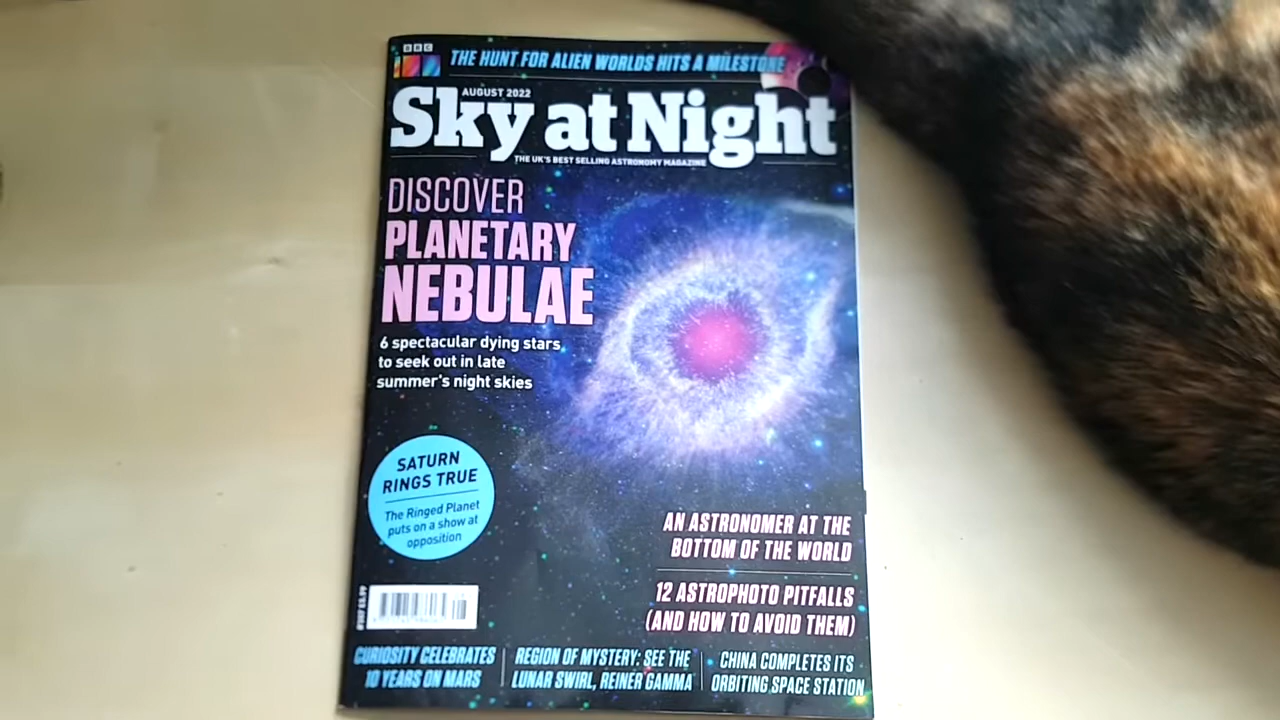 BBC
THE HUNT FOR ALIEN WORLDS HITS A MILESTONE
AUGUST 2022
Sky at Night
THE UK'S BEST SELLING ASTRONOMY MAGAZINE
DISCOVER
PLANETARY
NEBULAE
6 spectacular dying stars
to seek out in late
summer's night skies
SATURN
RINGS TRUE
The Ringed Planet
puts on a show at
opposition
AN ASTRONOMER AT THE
BOTTOM OF THE WORLD
12 ASTROPHOTO PITFALLS
(AND HOW TO AVOID THEM)
CURIOSITY CELEBRATES
10 YEARS ON MARS
REGION OF MYSTERY: SEE THE
LUNAR SWIRL, REINER GAMMA
CHINA COMPLETES ITS
ORBITING SPACE STATION